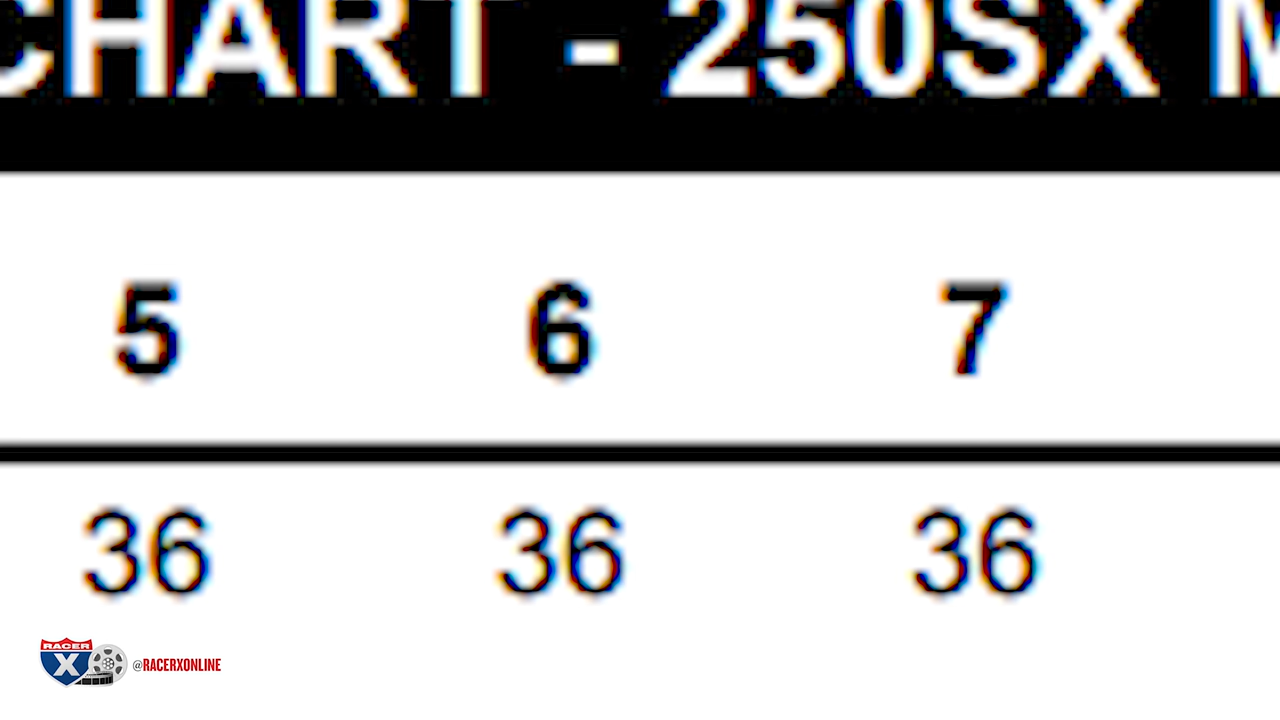 CHART - 250SX M
5 6 7
36 36 36
RACER
X
@RACERXONLINE